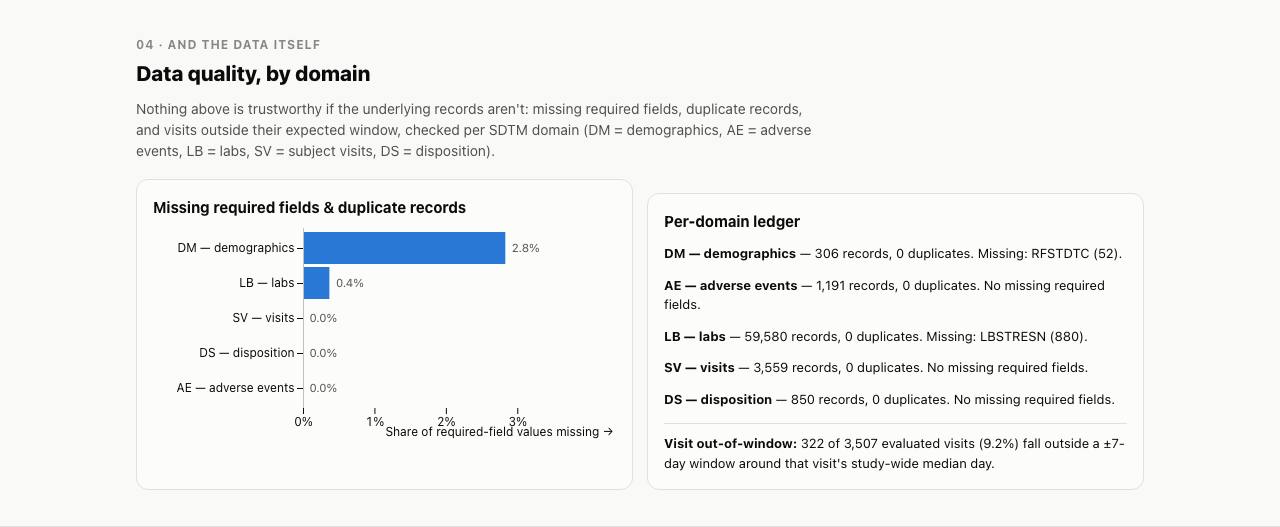 04 · AND THE DATA ITSELF
Data quality, by domain
Nothing above is trustworthy if the underlying records aren't: missing required fields, duplicate records,
and visits outside their expected window, checked per SDTM domain (DM = demographics, AE = adverse
events, LB = labs, SV = subject visits, DS = disposition).
Missing required fields & duplicate records
DM — demographics 2.8%
LB — labs 0.4%
SV — visits 0.0%
DS — disposition 0.0%
AE — adverse events 0.0%
0% 1% 2% 3%
Share of required-field values missing →
Per-domain ledger
DM — demographics — 306 records, 0 duplicates. Missing: RFSTDTC (52).
AE — adverse events — 1,191 records, 0 duplicates. No missing required
fields.
LB — labs — 59,580 records, 0 duplicates. Missing: LBSTRESN (880).
SV — visits — 3,559 records, 0 duplicates. No missing required fields.
DS — disposition — 850 records, 0 duplicates. No missing required fields.
Visit out-of-window: 322 of 3,507 evaluated visits (9.2%) fall outside a ±7-
day window around that visit's study-wide median day.